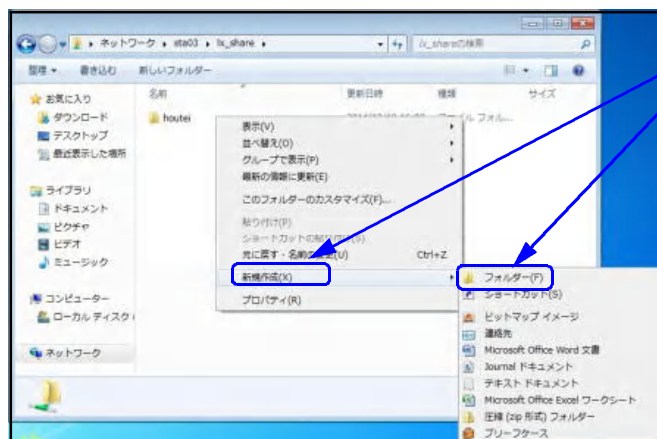 ネットワーク ▸ sta03 ▸ lx_share ▸
lx_shareの検索
整理 書き込む 新しいフォルダー
名前 更新日時 種類 サイズ
お気に入り
ダウンロード
デスクトップ
最近表示した場所
ライブラリ
ドキュメント
ピクチャ
ビデオ
ミュージック
コンピューター
ローカル ディスク
ネットワーク
houtei
表示(V)
並べ替え(O)
グループで表示(P)
最新の情報に更新(E)
このフォルダーのカスタマイズ(F)...
貼り付け(P)
ショートカットの貼り付け(S)
元に戻す - 名前の変更(U) Ctrl+Z
新規作成(X)
プロパティ(R)
フォルダー(F)
ショートカット(S)
ビットマップ イメージ
連絡先
Microsoft Office Word 文書
Journal ドキュメント
テキスト ドキュメント
Microsoft Office Excel ワークシート
圧縮 (zip 形式) フォルダー
ブリーフケース